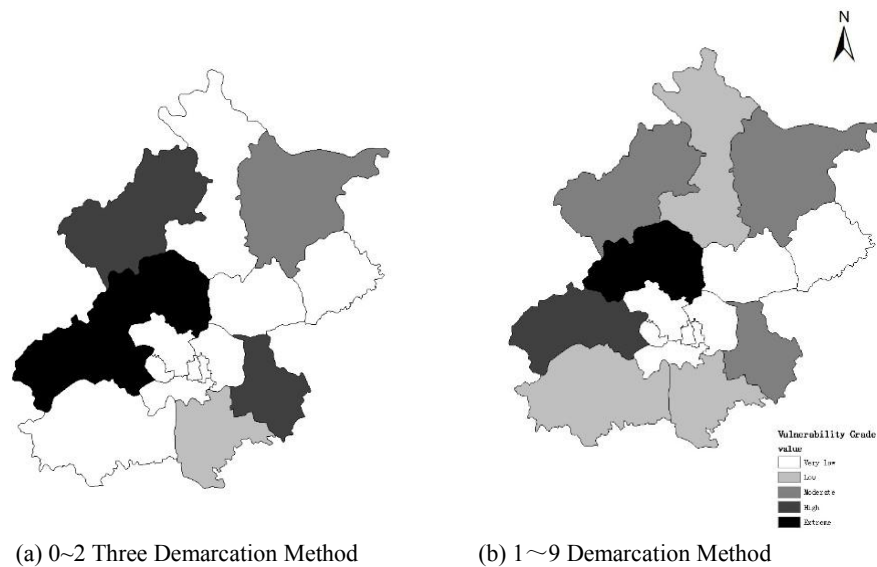 N
Vulnerability Grade
value
Very low
Low
Moderate
High
Extreme
(a) 0~2 Three Demarcation Method
(b) 1～9 Demarcation Method